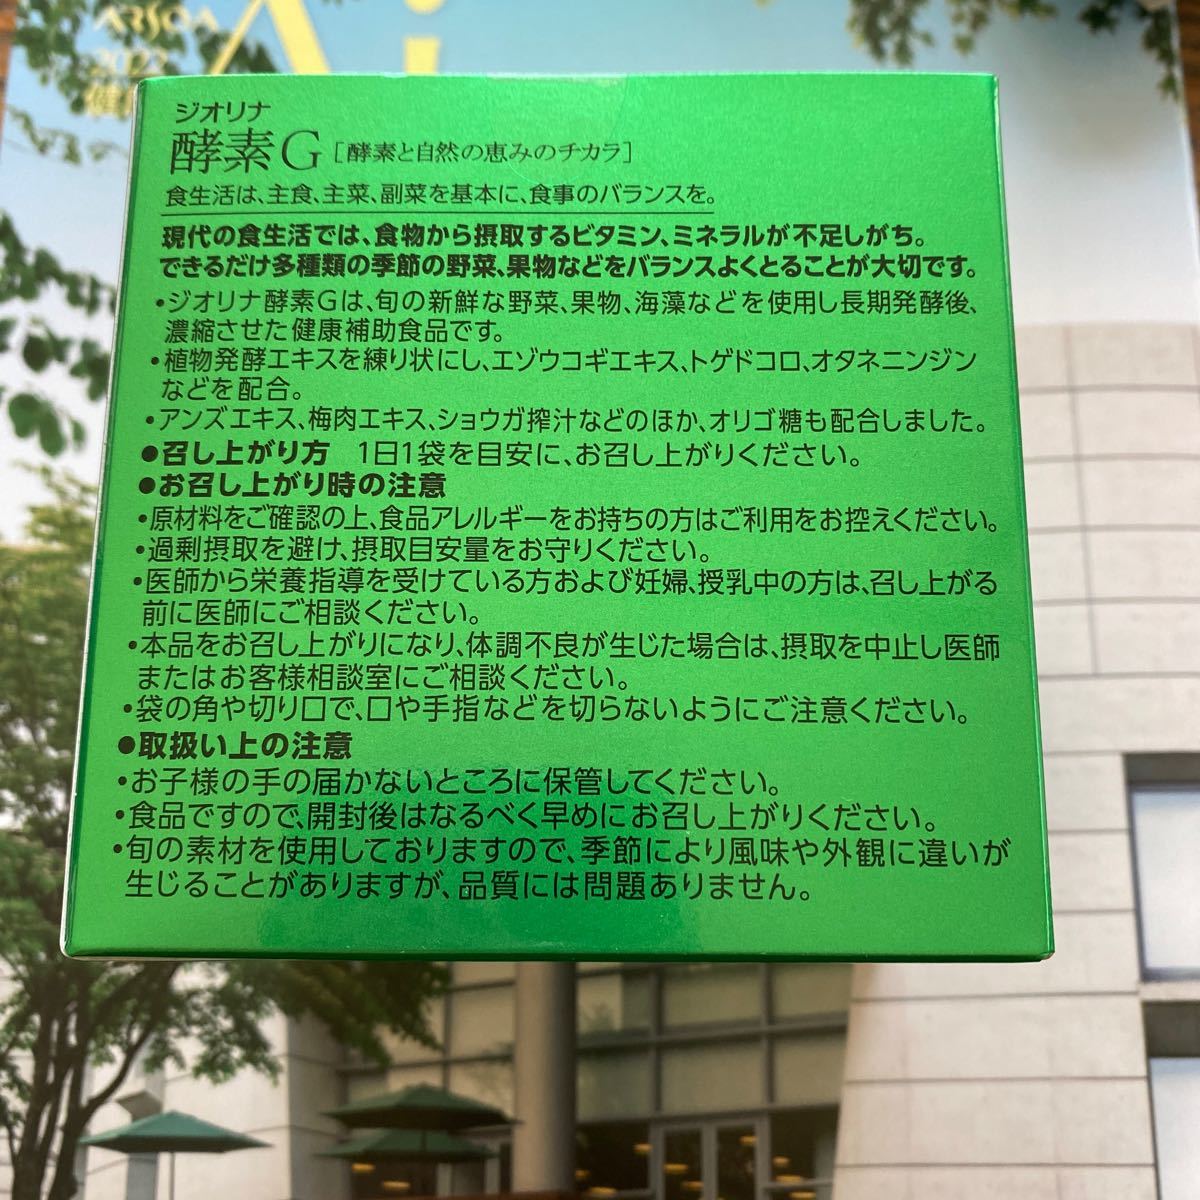 ARSOA
Ai
2022
ジオリナ
酵素G [酵素と自然の恵みのチカラ]
食生活は、主食、主菜、副菜を基本に、食事のバランスを。
現代の食生活では、食物から摂取するビタミン、ミネラルが不足しがち。
できるだけ多種類の季節の野菜、果物などをバランスよくとることが大切です。
・ジオリナ酵素Gは、旬の新鮮な野菜、果物、海藻などを使用し長期発酵後、
濃縮させた健康補助食品です。
・植物発酵エキスを練り状にし、エゾウコギエキス、トゲドコロ、オタネニンジン
などを配合。
・アンズエキス、梅肉エキス、ショウガ搾汁などのほか、オリゴ糖も配合しました。
●召し上がり方 1日1袋を目安に、お召し上がりください。
●お召し上がり時の注意
・原材料をご確認の上、食品アレルギーをお持ちの方はご利用をお控えください。
・過剰摂取を避け、摂取目安量をお守りください。
・医師から栄養指導を受けている方および妊婦、授乳中の方は、召し上がる
前に医師にご相談ください。
・本品をお召し上がりになり、体調不良が生じた場合は、摂取を中止し医師
またはお客様相談室にご相談ください。
・袋の角や切り口で、口や手指などを切らないようにご注意ください。
●取扱い上の注意
・お子様の手の届かないところに保管してください。
・食品ですので、開封後はなるべく早めにお召し上がりください。
・旬の素材を使用しておりますので、季節により風味や外観に違いが
生じることがありますが、品質には問題ありません。